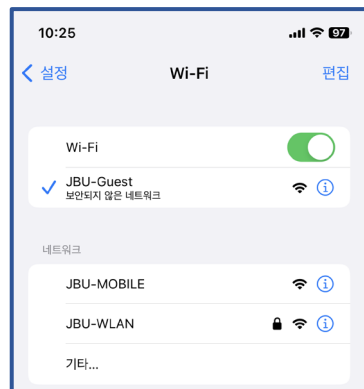 10:25
97
설정
Wi-Fi
편집
Wi-Fi
JBU-Guest
보안되지 않은 네트워크
네트워크
JBU-MOBILE
JBU-WLAN
기타...